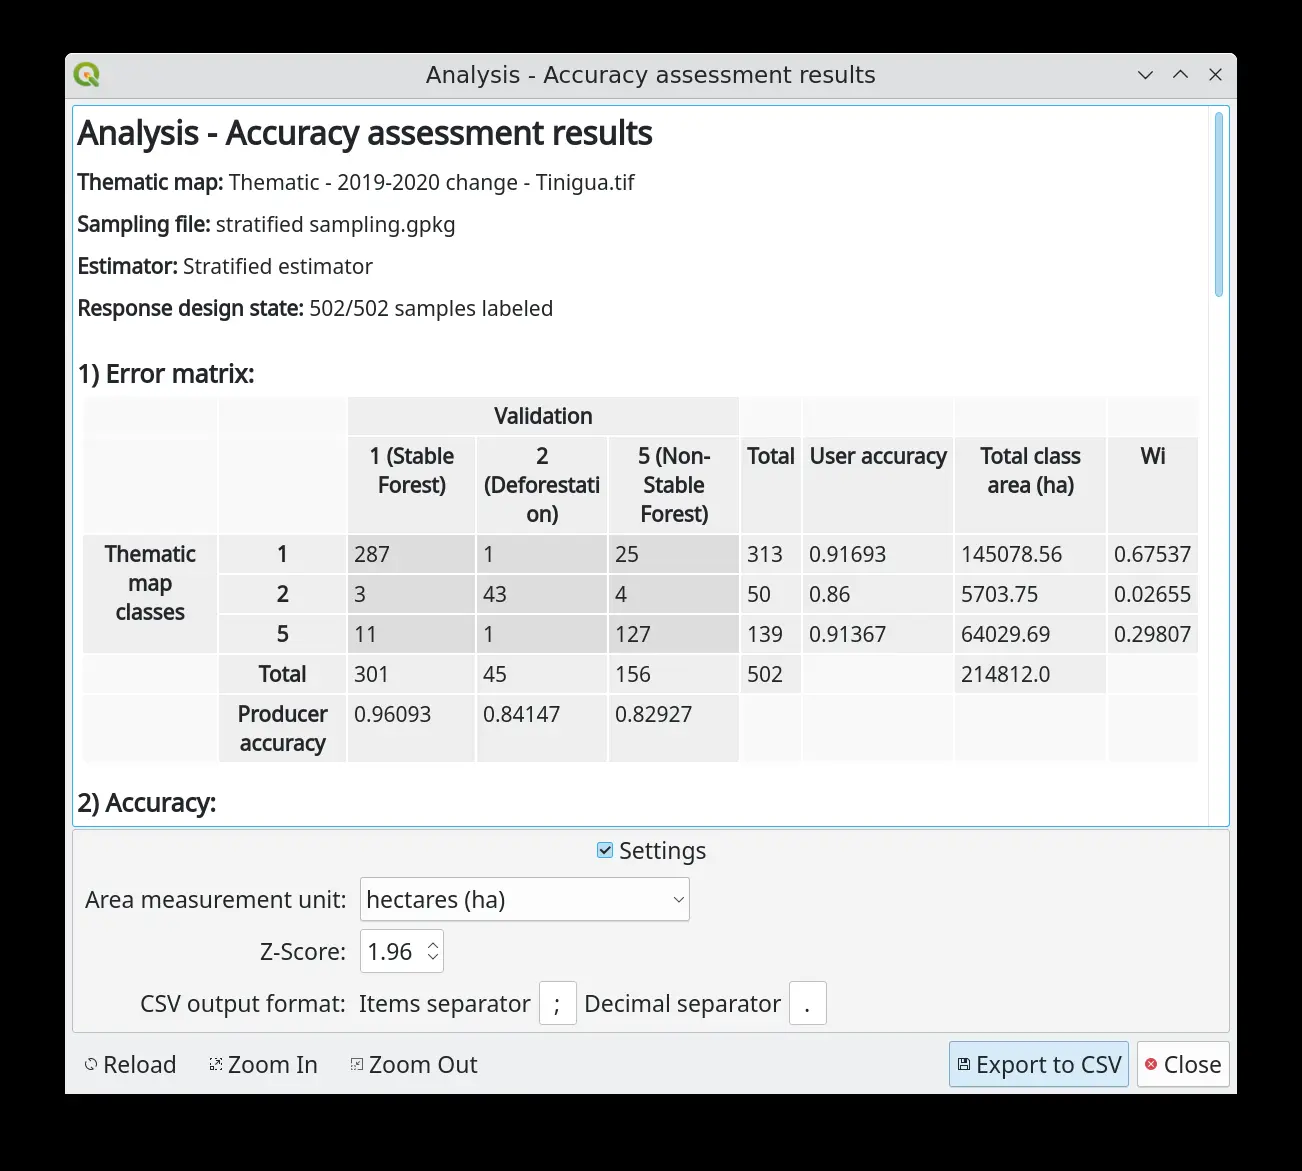 Analysis - Accuracy assessment results
Analysis - Accuracy assessment results
Thematic map: Thematic - 2019-2020 change - Tinigua.tif
Sampling file: stratified sampling.gpkg
Estimator: Stratified estimator
Response design state: 502/502 samples labeled
1) Error matrix:
Validation
1 (Stable Forest) 2 (Deforestati on) 5 (Non-Stable Forest) Total User accuracy Total class area (ha) Wi
Thematic map classes 1 287 1 25 313 0.91693 145078.56 0.67537
2 3 43 4 50 0.86 5703.75 0.02655
5 11 1 127 139 0.91367 64029.69 0.29807
Total 301 45 156 502 214812.0
Producer accuracy 0.96093 0.84147 0.82927
2) Accuracy:
Settings
Area measurement unit: hectares (ha)
Z-Score: 1.96
CSV output format: Items separator ; Decimal separator .
Reload Zoom In Zoom Out Export to CSV Close